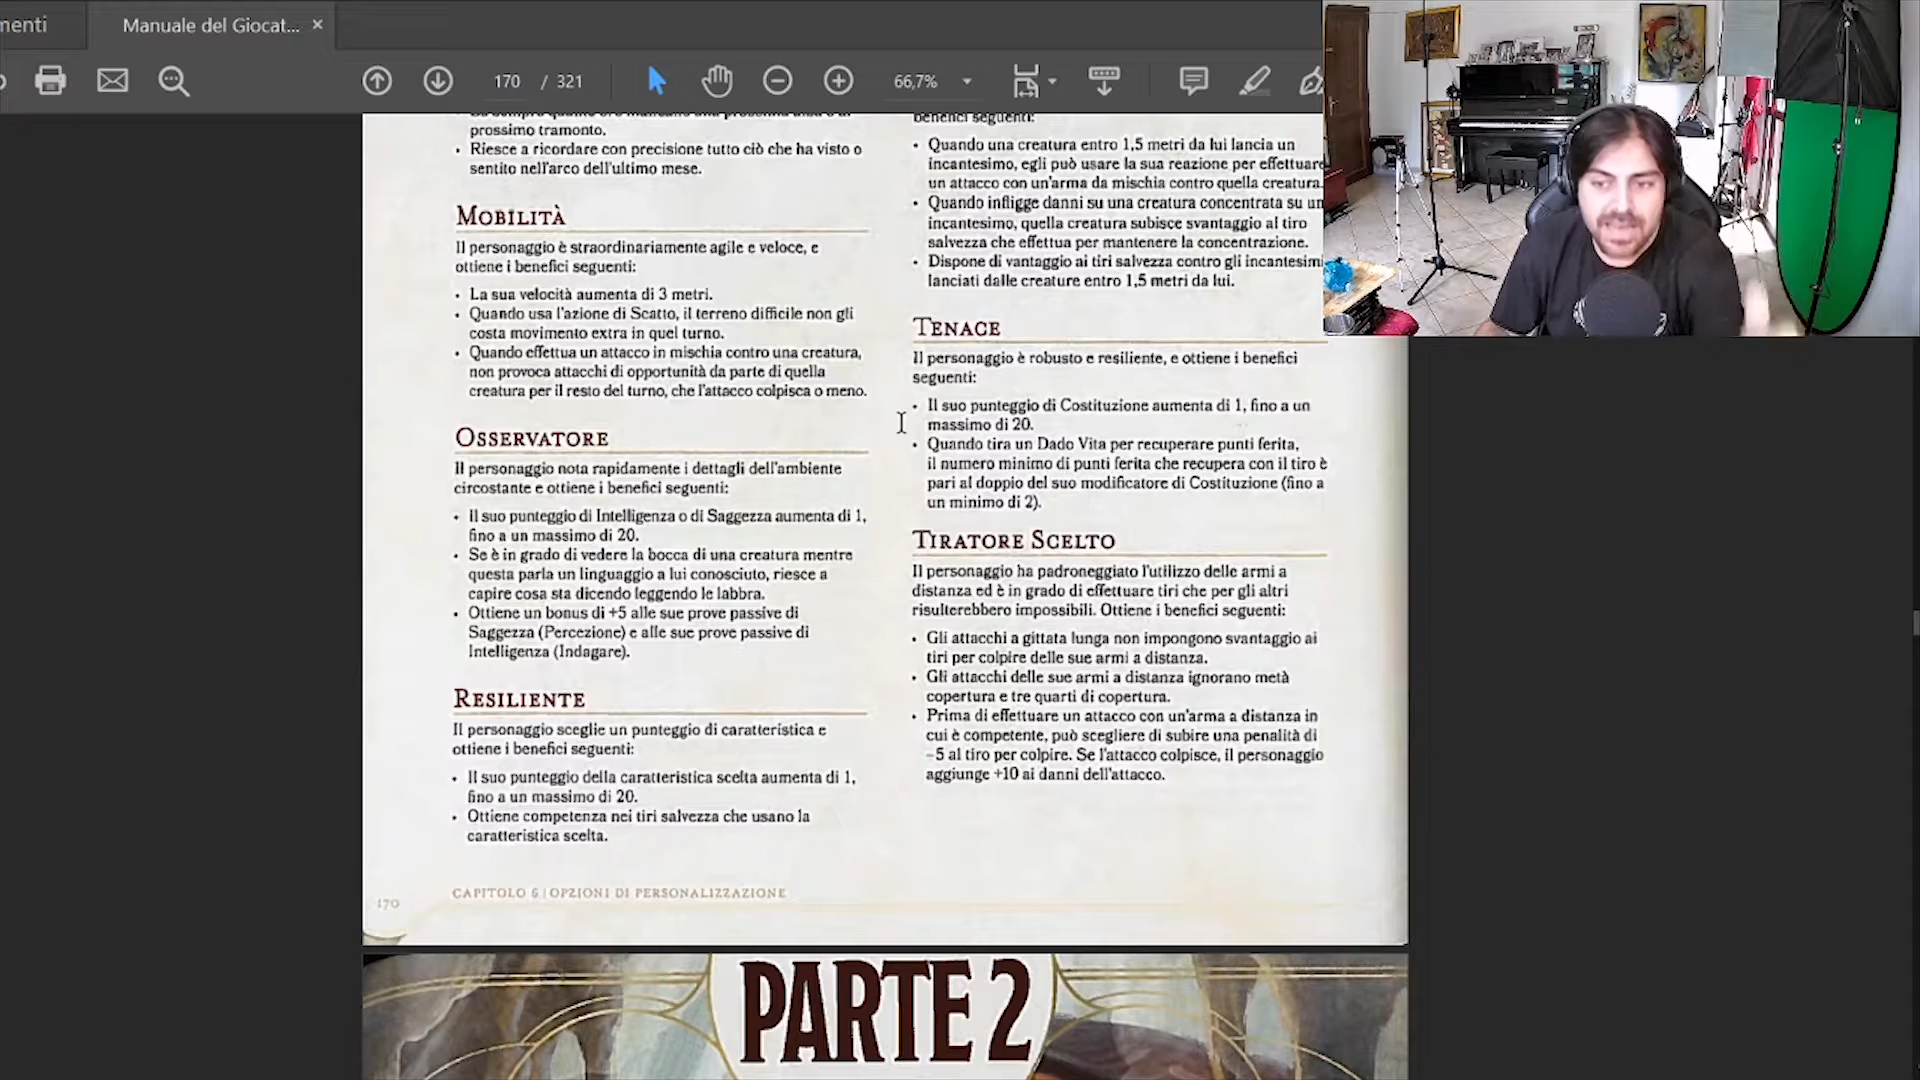 menti
Manuale del Giocat...
170 / 321
66,7%
prossimo tramonto.
• Riesce a ricordare con precisione tutto ciò che ha visto o
sentito nell'arco dell'ultimo mese.
MOBILITÀ
Il personaggio è straordinariamente agile e veloce, e
ottiene i benefici seguenti:
• La sua velocità aumenta di 3 metri.
• Quando usa l'azione di Scatto, il terreno difficile non gli
costa movimento extra in quel turno.
• Quando effettua un attacco in mischia contro una creatura,
non provoca attacchi di opportunità da parte di quella
creatura per il resto del turno, che l'attacco colpisca o meno.
OSSERVATORE
Il personaggio nota rapidamente i dettagli dell'ambiente
circostante e ottiene i benefici seguenti:
• Il suo punteggio di Intelligenza o di Saggezza aumenta di 1,
fino a un massimo di 20.
• Se è in grado di vedere la bocca di una creatura mentre
questa parla un linguaggio a lui conosciuto, riesce a
capire cosa sta dicendo leggendo le labbra.
• Ottiene un bonus di +5 alle sue prove passive di
Saggezza (Percezione) e alle sue prove passive di
Intelligenza (Indagare).
RESILIENTE
Il personaggio sceglie un punteggio di caratteristica e
ottiene i benefici seguenti:
• Il suo punteggio della caratteristica scelta aumenta di 1,
fino a un massimo di 20.
• Ottiene competenza nei tiri salvezza che usano la
caratteristica scelta.
benefici seguenti:
• Quando una creatura entro 1,5 metri da lui lancia un
incantesimo, egli può usare la sua reazione per effettuare
un attacco con un'arma da mischia contro quella creatura.
• Quando infligge danni su una creatura concentrata su un
incantesimo, quella creatura subisce svantaggio al tiro
salvezza che effettua per mantenere la concentrazione.
• Dispone di vantaggio ai tiri salvezza contro gli incantesim
lanciati dalle creature entro 1,5 metri da lui.
TENACE
Il personaggio è robusto e resiliente, e ottiene i benefici
seguenti:
• Il suo punteggio di Costituzione aumenta di 1, fino a un
massimo di 20.
• Quando tira un Dado Vita per recuperare punti ferita,
il numero minimo di punti ferita che recupera con il tiro è
pari al doppio del suo modificatore di Costituzione (fino a
un minimo di 2).
TIRATORE SCELTO
Il personaggio ha padroneggiato l'utilizzo delle armi a
distanza ed è in grado di effettuare tiri che per gli altri
risulterebbero impossibili. Ottiene i benefici seguenti:
• Gli attacchi a gittata lunga non impongono svantaggio ai
tiri per colpire delle sue armi a distanza.
• Gli attacchi delle sue armi a distanza ignorano metà
copertura e tre quarti di copertura.
• Prima di effettuare un attacco con un'arma a distanza in
cui è competente, può scegliere di subire una penalità di
–5 al tiro per colpire. Se l'attacco colpisce, il personaggio
aggiunge +10 ai danni dell'attacco.
CAPITOLO 6 | OPZIONI DI PERSONALIZZAZIONE
170
PARTE 2